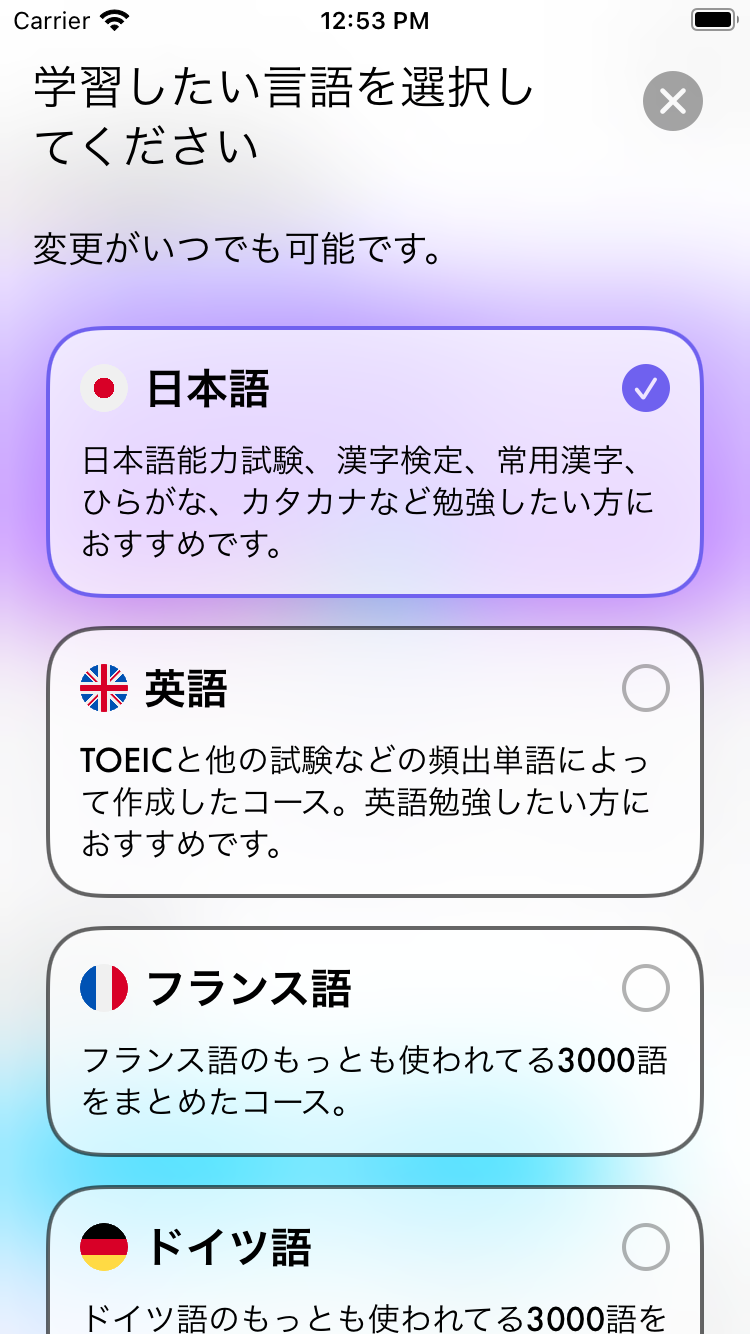 Carrier 12:53 PM
学習したい言語を選択し
てください
変更がいつでも可能です。
日本語
日本語能力試験、漢字検定、常用漢字、
ひらがな、カタカナなど勉強したい方に
おすすめです。
英語
TOEICと他の試験などの頻出単語によっ
て作成したコース。英語勉強したい方に
おすすめです。
フランス語
フランス語のもっとも使われてる3000語
をまとめたコース。
ドイツ語
ドイツ語のもっとも使われてる3000語を